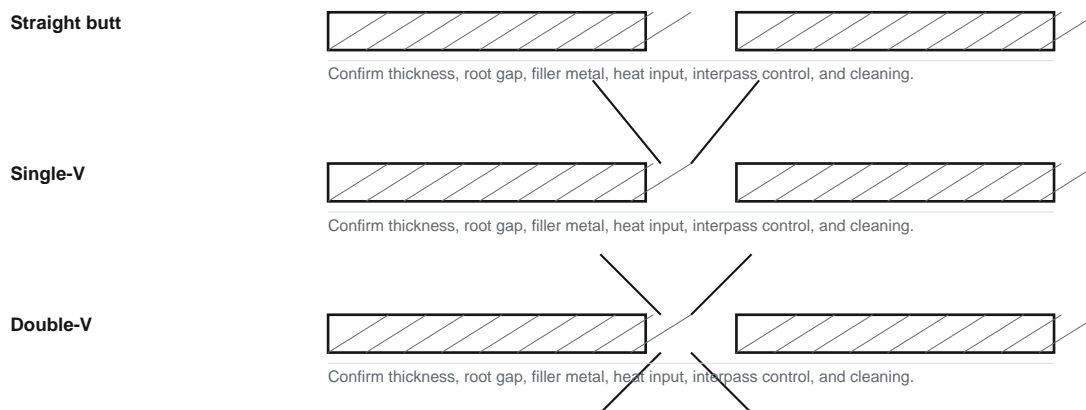 Straight butt
Confirm thickness, root gap, filler metal, heat input, interpass control, and cleaning.
Single-V
Confirm thickness, root gap, filler metal, heat input, interpass control, and cleaning.
Double-V
Confirm thickness, root gap, filler metal, heat input, interpass control, and cleaning.